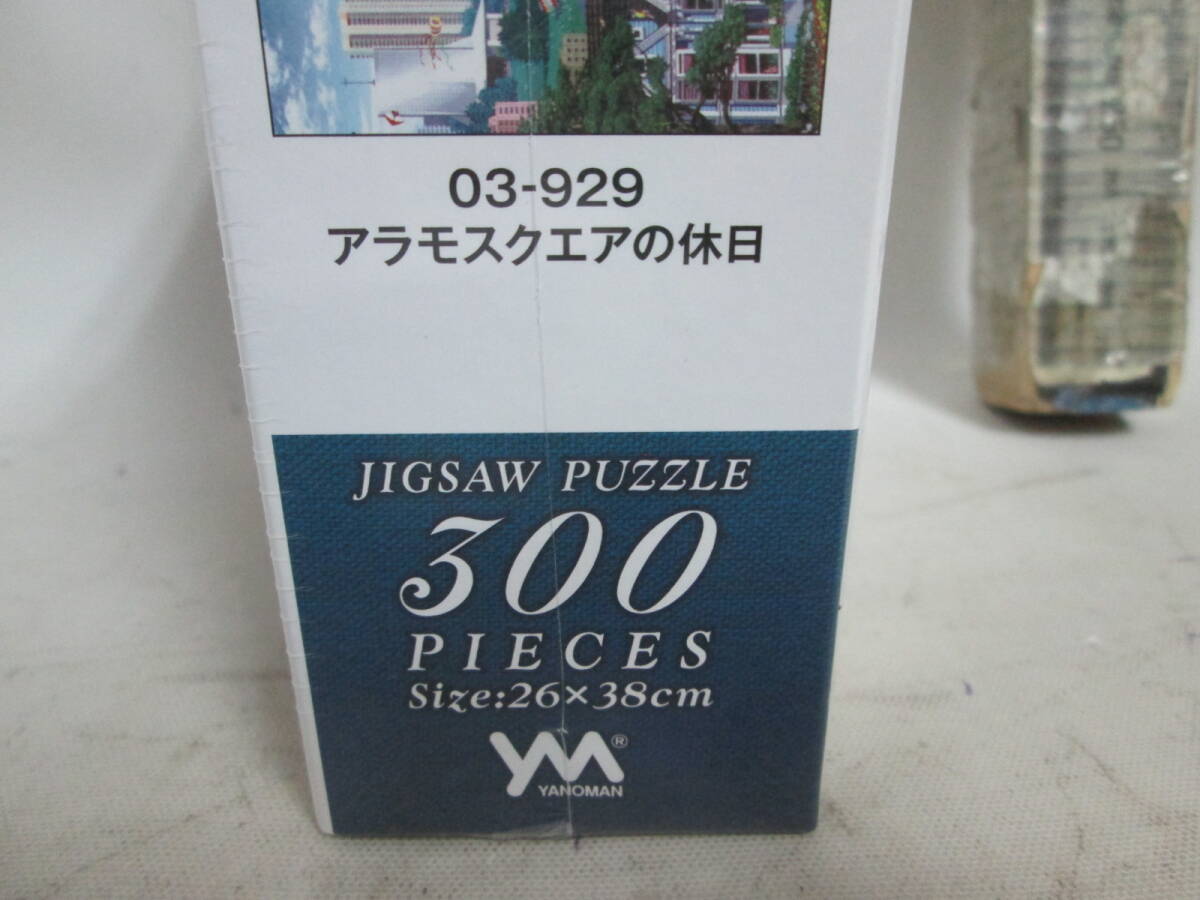 03-929
アラモスクエアの休日
JIGSAW PUZZLE
300
PIECES
Size:26×38cm
YM®
YANOMAN